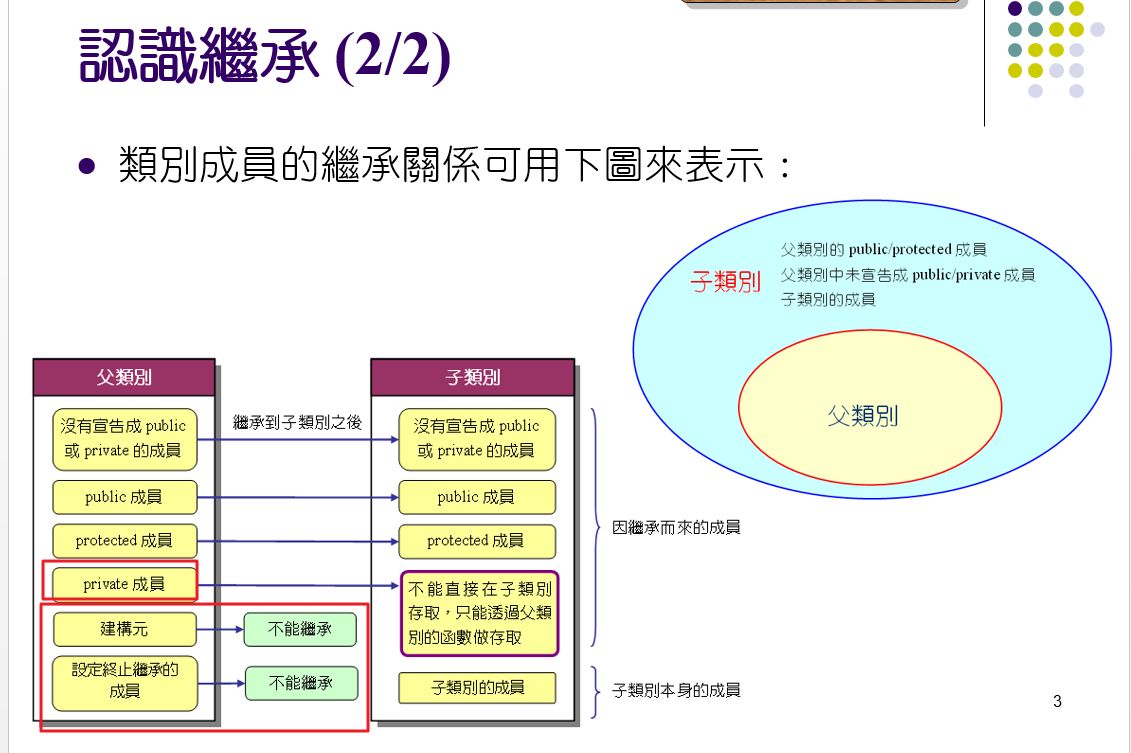 認識繼承 (2/2)
類別成員的繼承關係可用下圖來表示：
父類別的 public/protected 成員
父類別中未宣告成 public/private 成員
子類別的成員
子類別
父類別
父類別
沒有宣告成 public
或 private 的成員
public 成員
protected 成員
private 成員
建構元
設定終止繼承的
成員
繼承到子類別之後
不能繼承
不能繼承
子類別
沒有宣告成 public
或 private 的成員
public 成員
protected 成員
不能直接在子類別
存取，只能透過父類
別的函數做存取
子類別的成員
因繼承而來的成員
子類別本身的成員
3